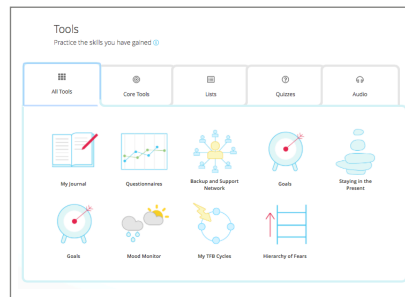 Tools
Practice the skills you have gained
All Tools
Core Tools
Lists
Quizzes
Audio
My Journal
Questionnaires
Backup and Support
Network
Goals
Staying in the
Present
Goals
Mood Monitor
My TFB Cycles
Hierarchy of Fears